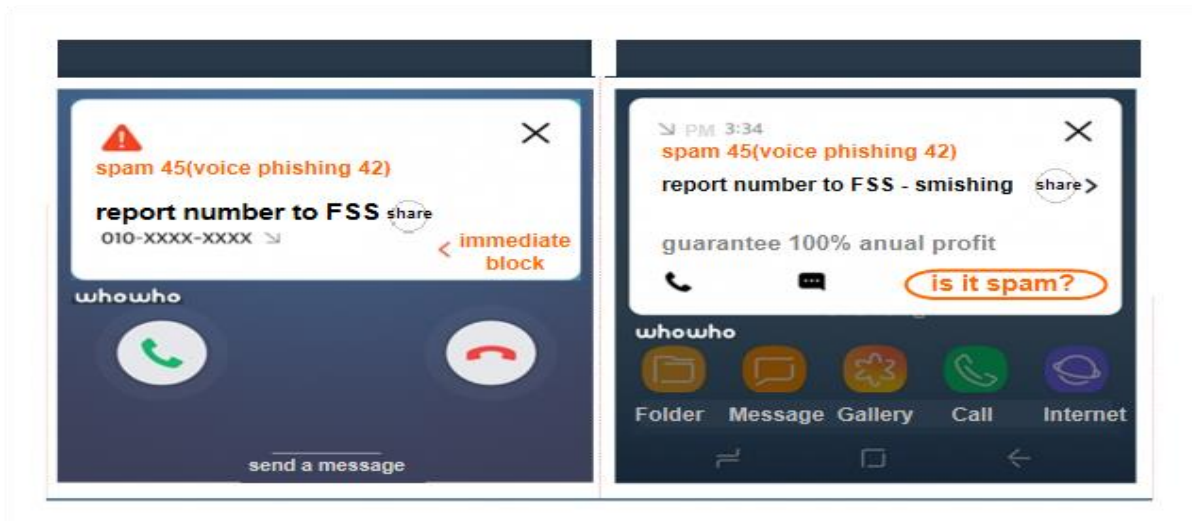 spam 45(voice phishing 42)
report number to FSS share
010-XXXX-XXXX
immediate
block
whowho
send a message
PM 3:34
spam 45(voice phishing 42)
report number to FSS - smishing share
guarantee 100% anual profit
is it spam?
whowho
Folder Message Gallery Call Internet